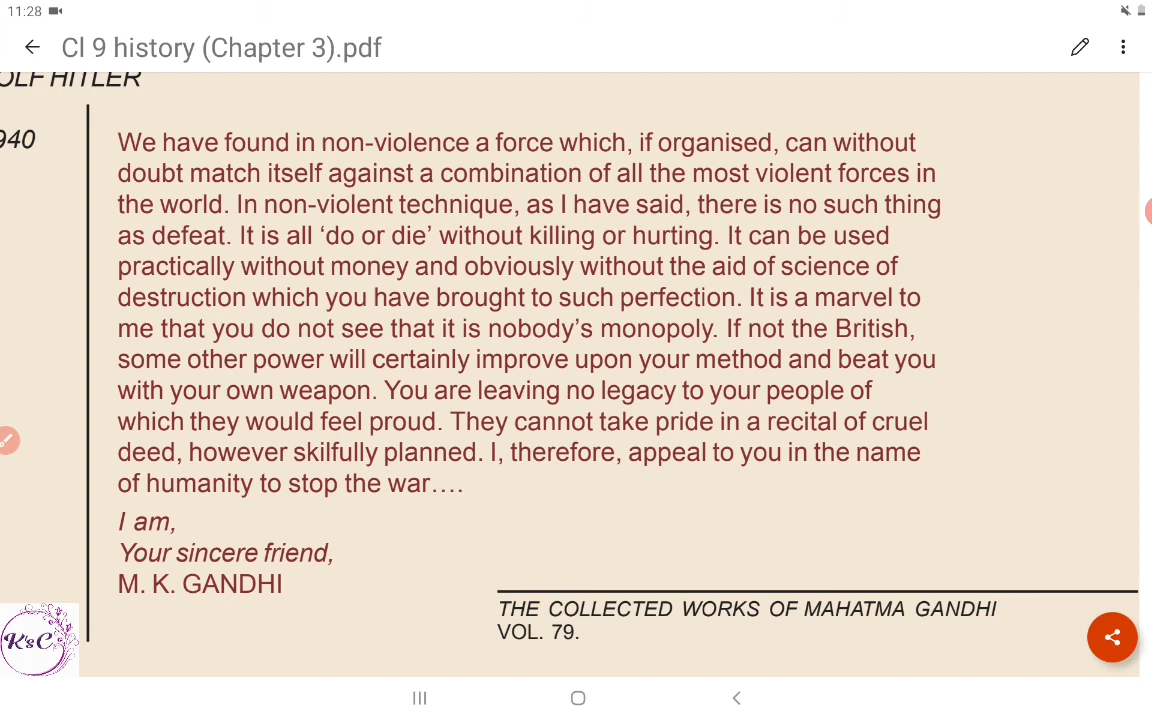 11:28
Cl 9 history (Chapter 3).pdf
OLF HITLER
940
We have found in non-violence a force which, if organised, can without
doubt match itself against a combination of all the most violent forces in
the world. In non-violent technique, as I have said, there is no such thing
as defeat. It is all ‘do or die’ without killing or hurting. It can be used
practically without money and obviously without the aid of science of
destruction which you have brought to such perfection. It is a marvel to
me that you do not see that it is nobody’s monopoly. If not the British,
some other power will certainly improve upon your method and beat you
with your own weapon. You are leaving no legacy to your people of
which they would feel proud. They cannot take pride in a recital of cruel
deed, however skilfully planned. I, therefore, appeal to you in the name
of humanity to stop the war….
I am,
Your sincere friend,
M. K. GANDHI
THE COLLECTED WORKS OF MAHATMA GANDHI
VOL. 79.
K's C